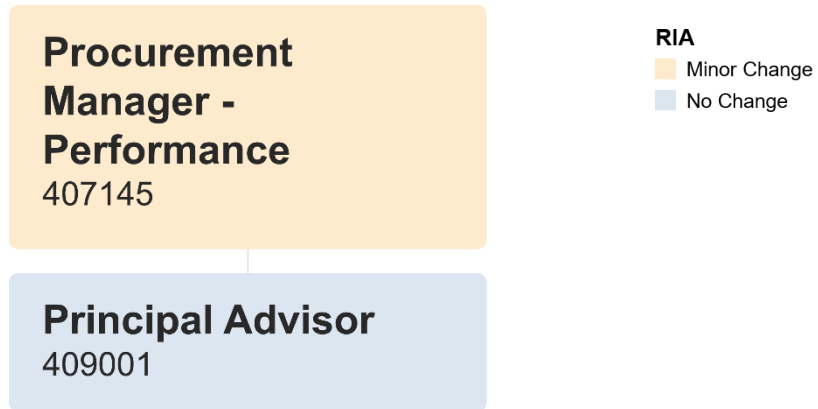 Procurement
Manager -
Performance
407145
Principal Advisor
409001
RIA
Minor Change
No Change